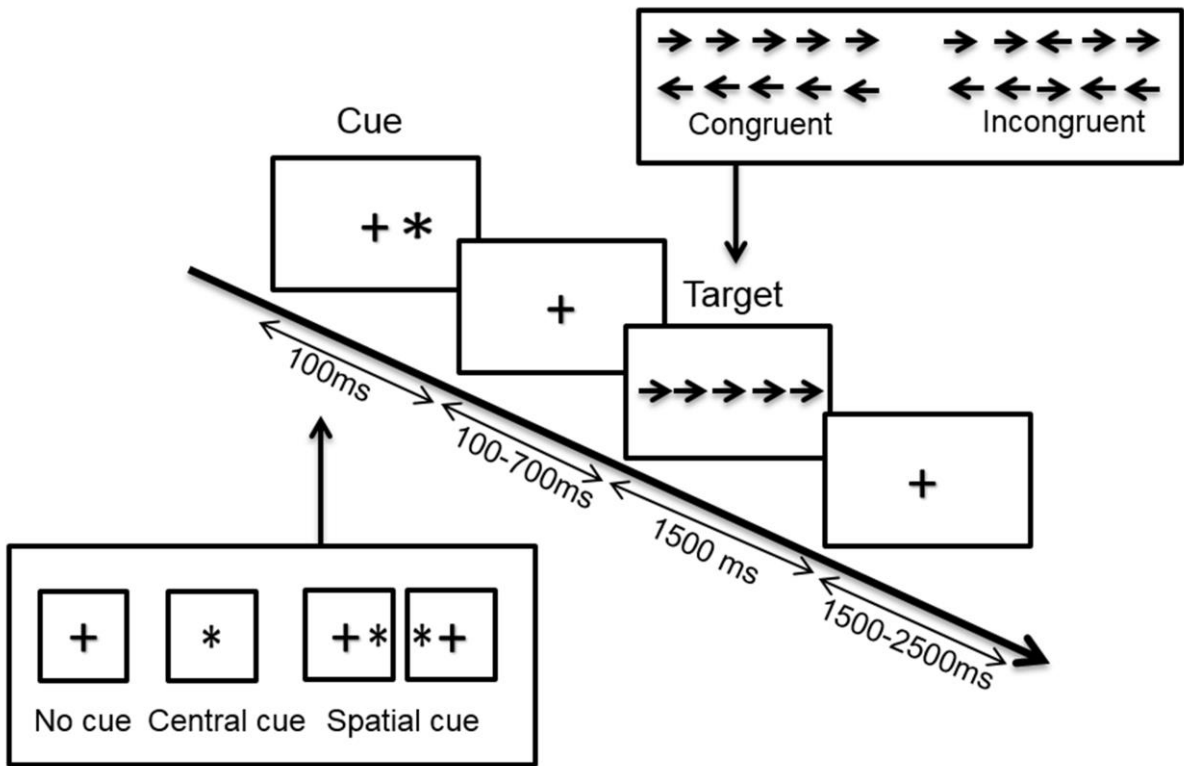 Cue
Congruent
Incongruent
Target
100ms
100-700ms
1500 ms
1500-2500ms
No cue
Central cue
Spatial cue